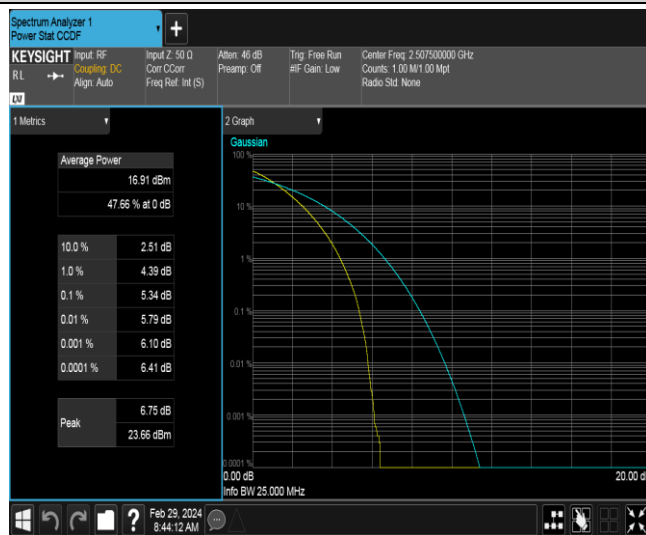 Spectrum Analyzer 1
Power Stat CCDF
+
KEYSIGHT
RL
LXI
Input: RF
Coupling: DC
Align: Auto
Input Z: 50 Ω
Corr CCorr
Freq Ref: Int (S)
Atten: 46 dB
Preamp: Off
Trig: Free Run
#IF Gain: Low
Center Freq: 2.507500000 GHz
Counts: 1.00 M/1.00 Mpt
Radio Std: None
1 Metrics
Average Power
16.91 dBm
47.66 % at 0 dB
10.0 % 2.51 dB
1.0 % 4.39 dB
0.1 % 5.34 dB
0.01 % 5.79 dB
0.001 % 6.10 dB
0.0001 % 6.41 dB
Peak
6.75 dB
23.66 dBm
2 Graph
Gaussian
100 %
10 %
1 %
0.1 %
0.01 %
0.001 %
0.0001 %
0.00 dB
20.00 d
Info BW 25.000 MHz
?
Feb 29, 2024
8:44:12 AM